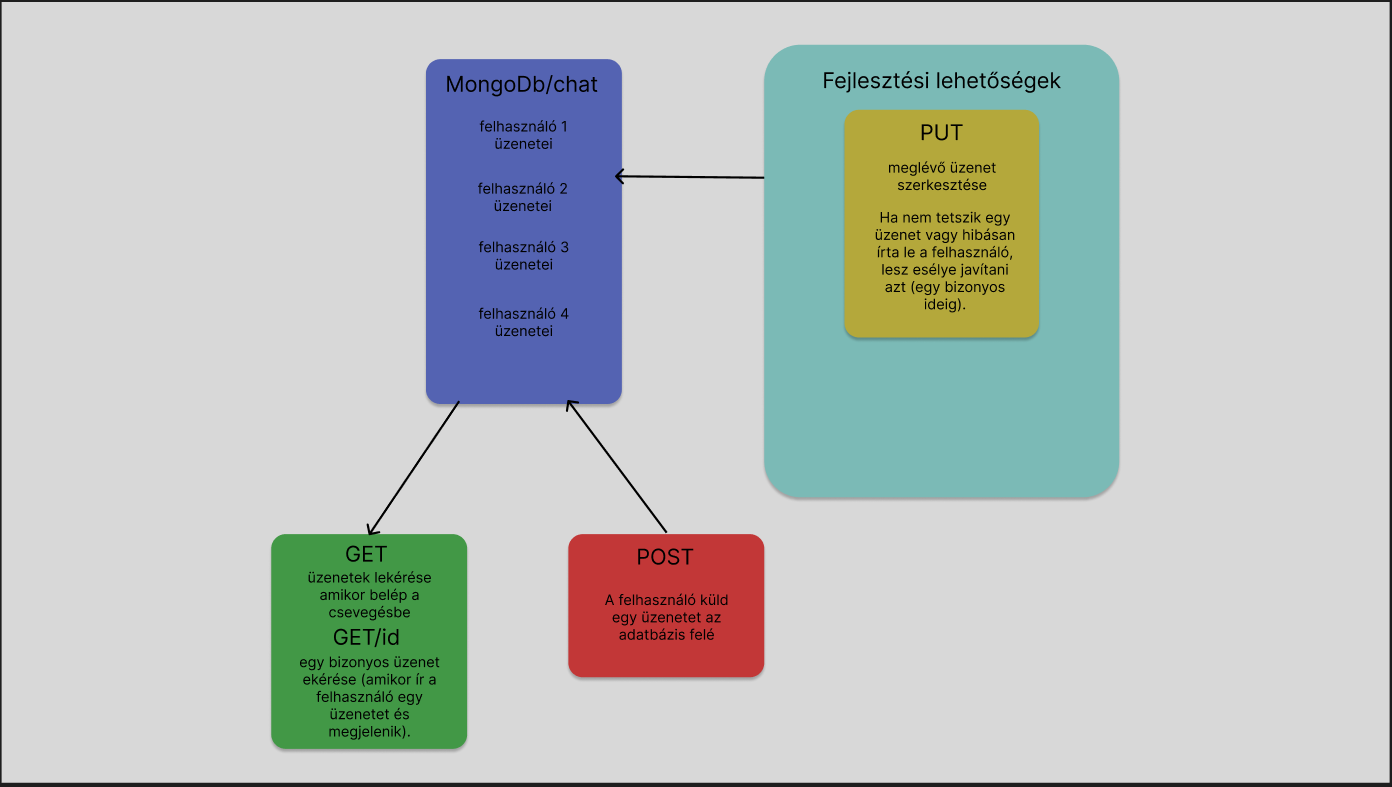 MongoDb/chat
felhasználó 1
üzenetei
felhasználó 2
üzenetei
felhasználó 3
üzenetei
felhasználó 4
üzenetei
Fejlesztési lehetőségek
PUT
meglévő üzenet
szerkesztése
Ha nem tetszik egy
üzenet vagy hibásan
írta le a felhasználó,
lesz esélye javítani
azt (egy bizonyos
ideig).
GET
üzenetek lekérése
amikor belép a
csevegésbe
GET/id
egy bizonyos üzenet
ekérése (amikor ír a
felhasználó egy
üzenetet és
megjelenik).
POST
A felhasználó küld
egy üzenetet az
adatbázis felé